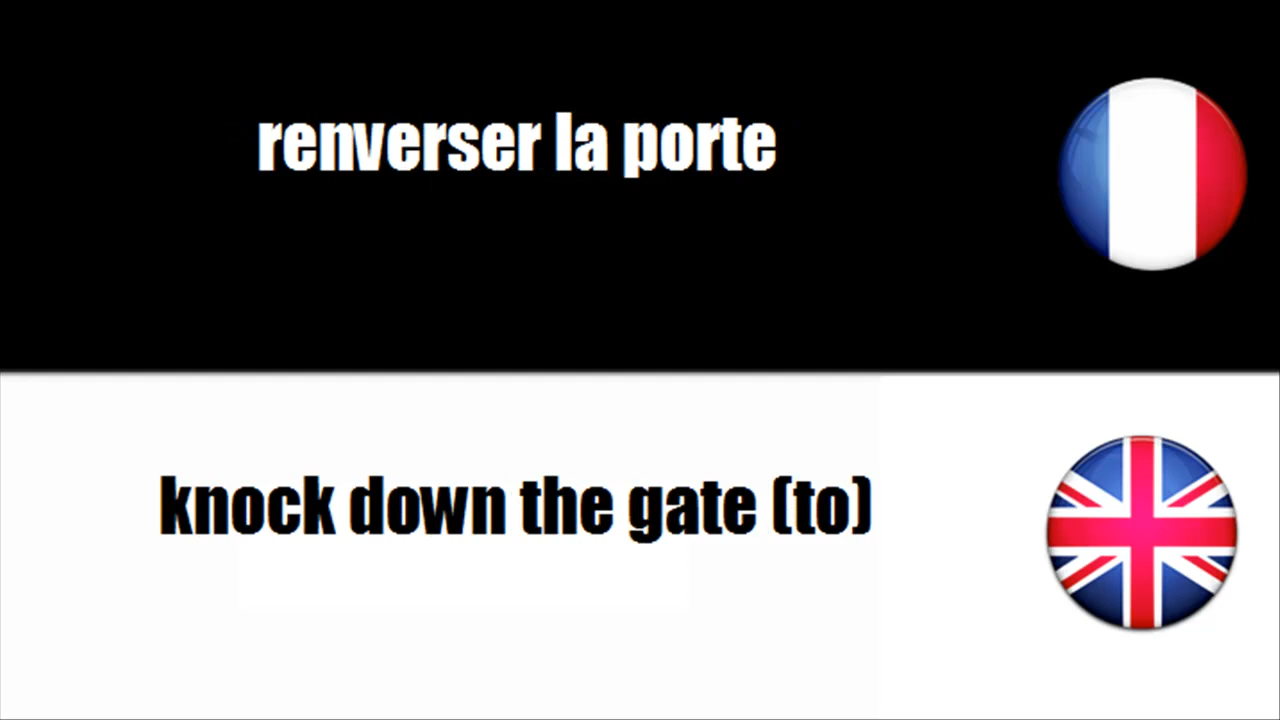 renverser la porte
knock down the gate (to)